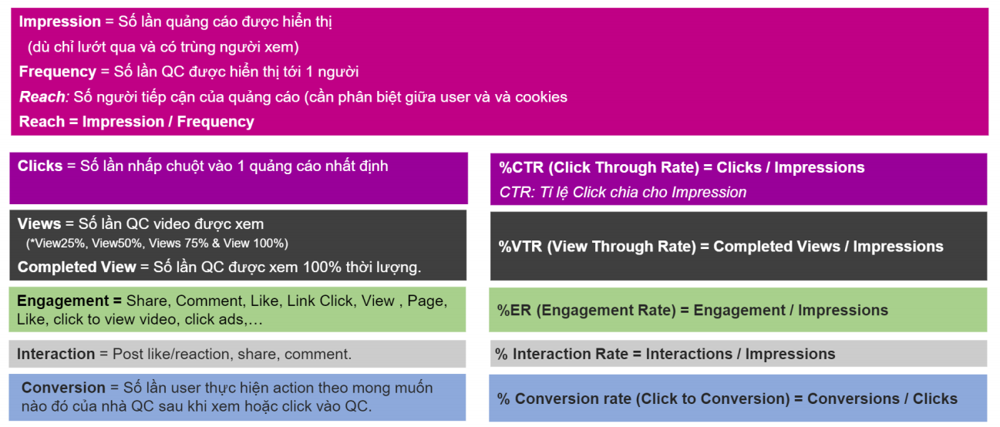 Impression = Số lần quảng cáo được hiển thị
(dù chỉ lướt qua và có trùng người xem)
Frequency = Số lần QC được hiển thị tới 1 người
Reach: Số người tiếp cận của quảng cáo (cần phân biệt giữa user và và cookies
Reach = Impression / Frequency
Clicks = Số lần nhấp chuột vào 1 quảng cáo nhất định
%CTR (Click Through Rate) = Clicks / Impressions
CTR: Tỉ lệ Click chia cho Impression
Views = Số lần QC video được xem
(*View25%, View50%, Views 75% & View 100%)
Completed View = Số lần QC được xem 100% thời lượng.
%VTR (View Through Rate) = Completed Views / Impressions
Engagement = Share, Comment, Like, Link Click, View , Page,
Like, click to view video, click ads,…
%ER (Engagement Rate) = Engagement / Impressions
Interaction = Post like/reaction, share, comment.
% Interaction Rate = Interactions / Impressions
Conversion = Số lần user thực hiện action theo mong muốn
nào đó của nhà QC sau khi xem hoặc click vào QC.
% Conversion rate (Click to Conversion) = Conversions / Clicks